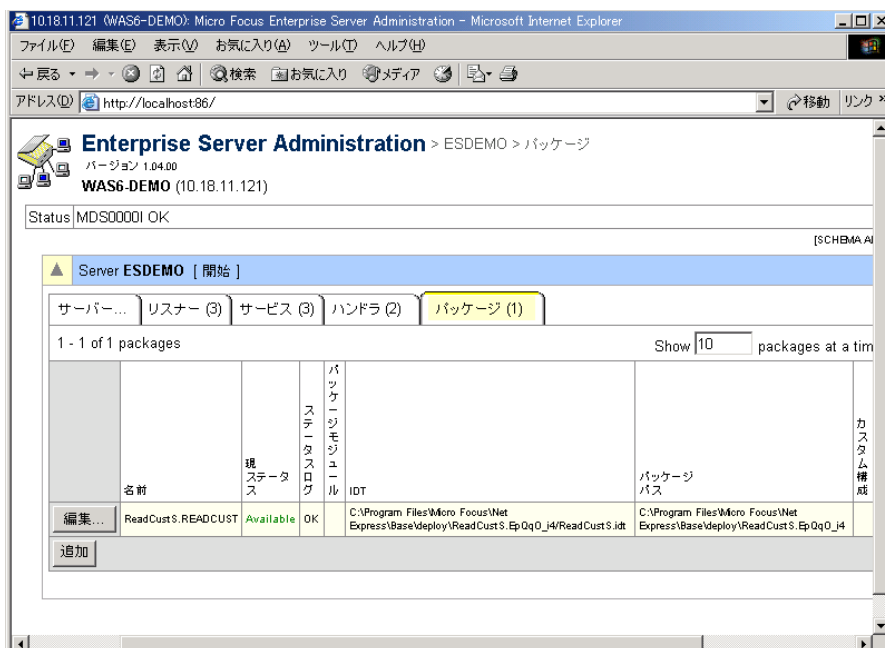 10.18.11.121 (WAS6-DEMO): Micro Focus Enterprise Server Administration - Microsoft Internet Explorer
ファイル(F) 編集(E) 表示(V) お気に入り(A) ツール(T) ヘルプ(H)
戻る 検索 お気に入り メディア
アドレス(D) http://localhost:86/ 移動 リンク
Enterprise Server Administration > ESDEMO > パッケージ
バージョン 1.04.00
WAS6-DEMO (10.18.11.121)
Status MDS0000I OK
[SCHEMA
Server ESDEMO [ 開始 ]
サーバー... リスナー (3) サービス (3) ハンドラ (2) パッケージ (1)
1 - 1 of 1 packages Show 10 packages at a tim
名前 現ステータス ステータスログ パッケージモジュール IDT パッケージパス カスタム構成
編集... ReadCustS.READCUST Available OK C:\Program Files\Micro Focus\Net C:\Program Files\Micro Focus\Net
Express\Base\deploy\ReadCustS.EpQqO_i4/ReadCustS.idt Express\Base\deploy\ReadCustS.EpQqO_i4
追加